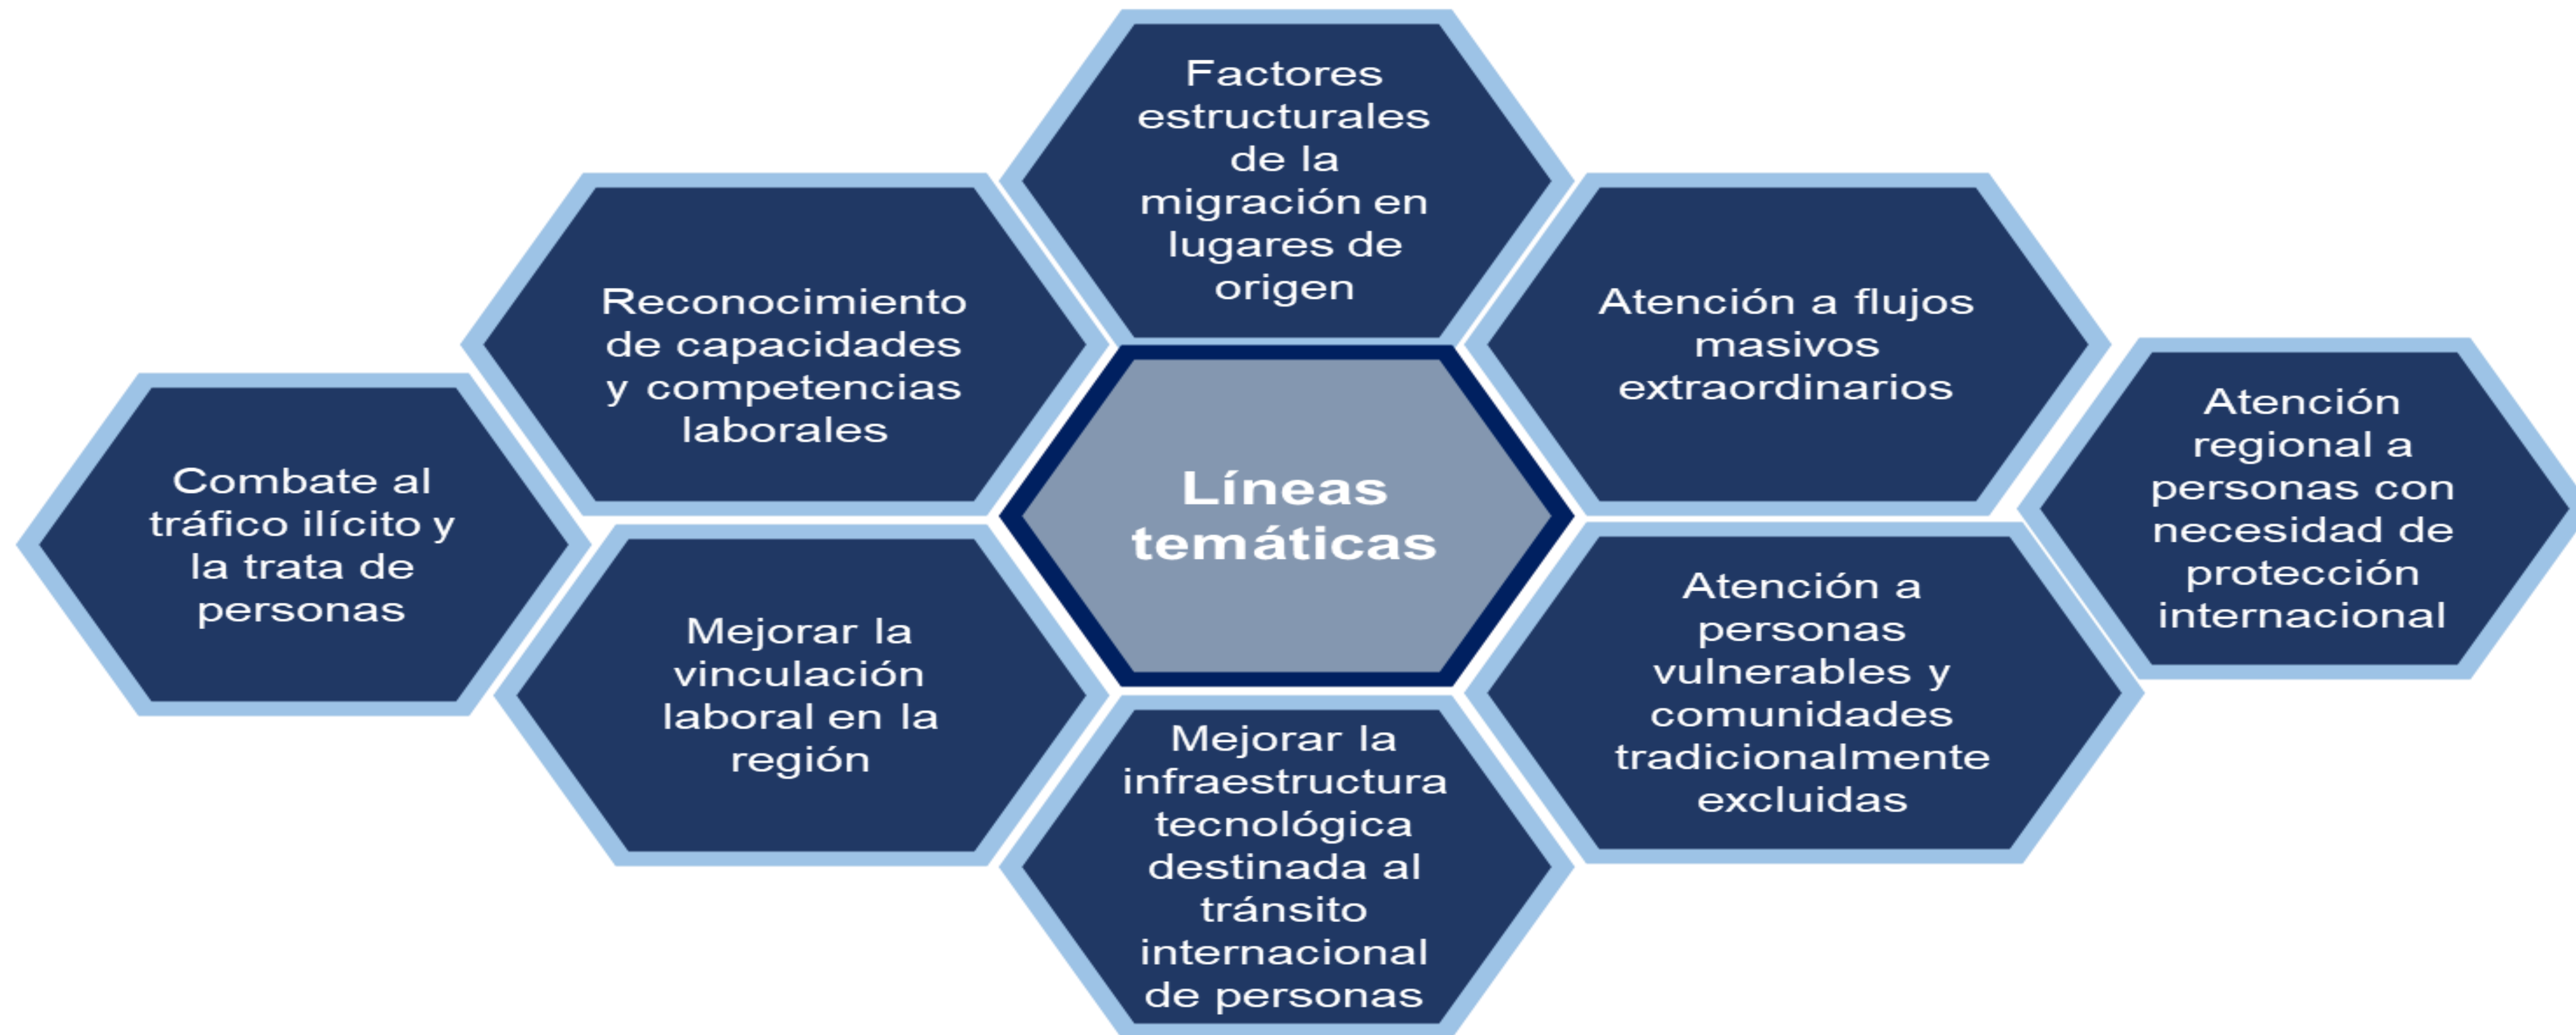 Factores
estructurales
de la
migración en
lugares de
origen
Reconocimiento
de capacidades
y competencias
laborales
Atención a flujos
masivos
extraordinarios
Combate al
tráfico ilícito y
la trata de
personas
Líneas
temáticas
Atención
regional a
personas con
necesidad de
protección
internacional
Mejorar la
vinculación
laboral en la
región
Atención a
personas
vulnerables y
comunidades
tradicionalmente
excluidas
Mejorar la
infraestructura
tecnológica
destinada al
tránsito
internacional
de personas